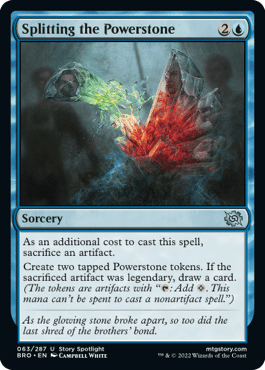 Splitting the Powerstone 2
Sorcery
As an additional cost to cast this spell,
sacrifice an artifact.
Create two tapped Powerstone tokens. If the
sacrificed artifact was legendary, draw a card.
(The tokens are artifacts with “: Add . This
mana can't be spent to cast a nonartifact spell.”)
As the glowing stone broke apart, so too did the
last shred of the brothers' bond.
063/287 U Story Spotlight mtgstory.com
BRO • EN Campbell White ™ & © 2022 Wizards of the Coast